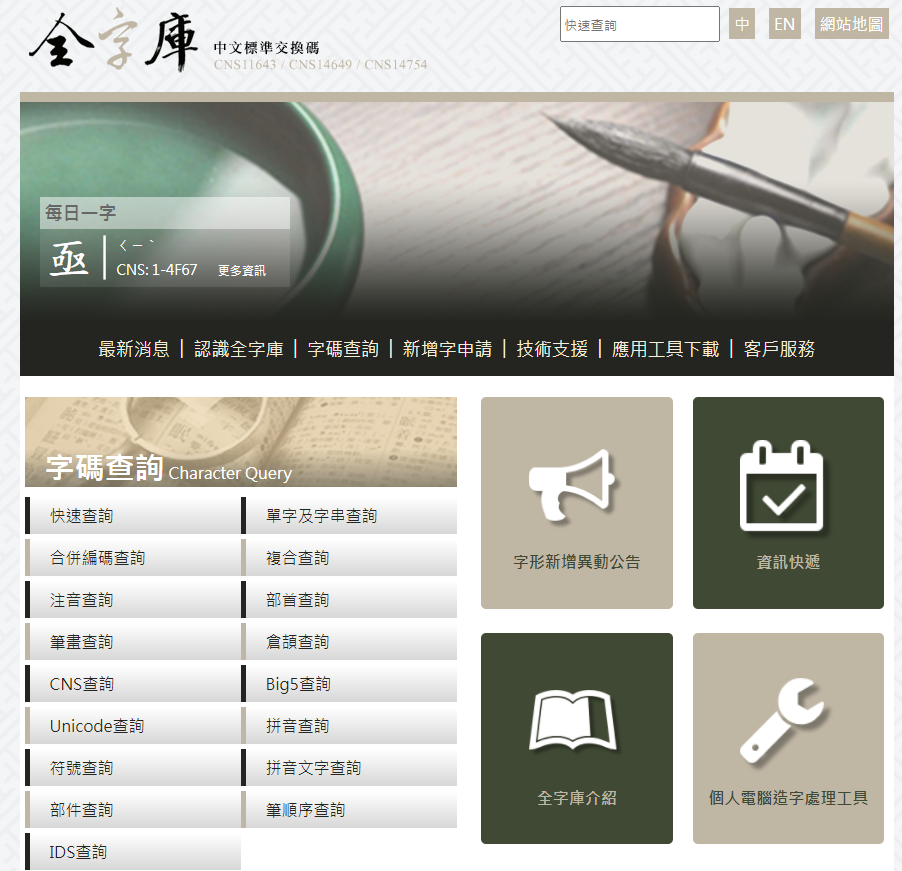 全字庫
中文標準交換碼
CNS11643 / CNS14649 / CNS14754
快速查詢
中
EN
網站地圖
每日一字
亟
ㄑㄧˋ
CNS: 1-4F67 更多資訊
最新消息 | 認識全字庫 | 字碼查詢 | 新增字申請 | 技術支援 | 應用工具下載 | 客戶服務
字碼查詢 Character Query
快速查詢 單字及字串查詢
合併編碼查詢 複合查詢
注音查詢 部首查詢
筆畫查詢 倉頡查詢
CNS查詢 Big5查詢
Unicode查詢 拼音查詢
符號查詢 拼音文字查詢
部件查詢 筆順序查詢
IDS查詢
字形新增異動公告
資訊快遞
全字庫介紹
個人電腦造字處理工具